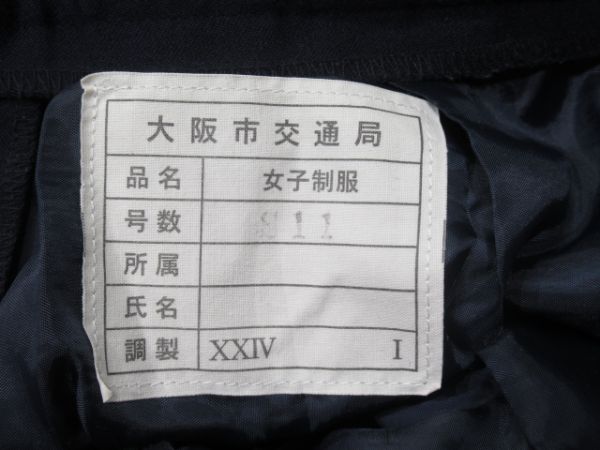 大阪市交通局
品名 女子制服
号数 S11
所属
氏名
調製 XXIV I